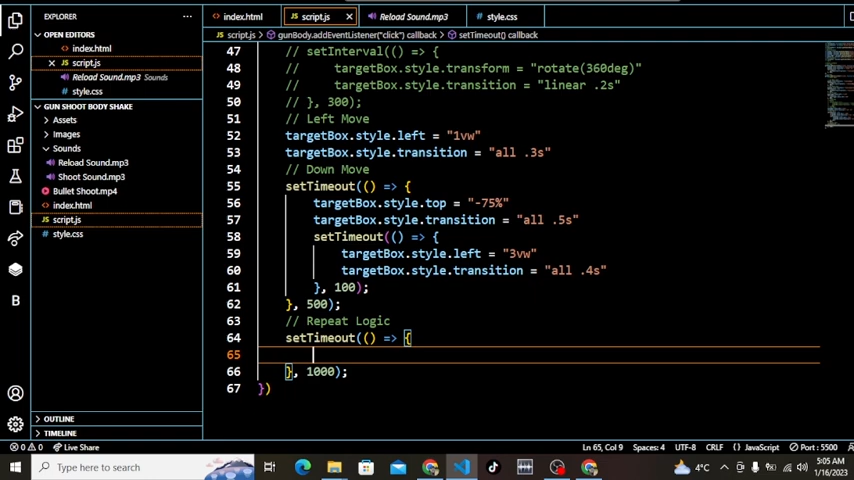 EXPLORER
OPEN EDITORS
index.html
script.js
Reload Sound.mp3 Sounds
style.css
GUN SHOOT BODY SHAKE
Assets
Images
Sounds
Reload Sound.mp3
Shoot Sound.mp3
Bullet Shoot.mp4
index.html
JS script.js
style.css
OUTLINE
TIMELINE
index.html
JS script.js
Reload Sound.mp3
style.css
JS script.js > gunBody.addEventListener("click") callback > setTimeout() callback
47 // setInterval(() => {
48 // targetBox.style.transform = "rotate(360deg)"
49 // targetBox.style.transition = "linear .2s"
50 // }, 300);
51 // Left Move
52 targetBox.style.left = "1vw"
53 targetBox.style.transition = "all .3s"
54 // Down Move
55 setTimeout(() => {
56 targetBox.style.top = "-75%"
57 targetBox.style.transition = "all .5s"
58 setTimeout(() => {
59 targetBox.style.left = "3vw"
60 targetBox.style.transition = "all .4s"
61 }, 100);
62 }, 500);
63 // Repeat Logic
64 setTimeout(() => {
65
66 }, 1000);
67 })
0 0 Live Share
Ln 65, Col 9 Spaces: 4 UTF-8 CRLF {} JavaScript Port : 5500
Type here to search
4°C
5:05 AM
1/16/2023